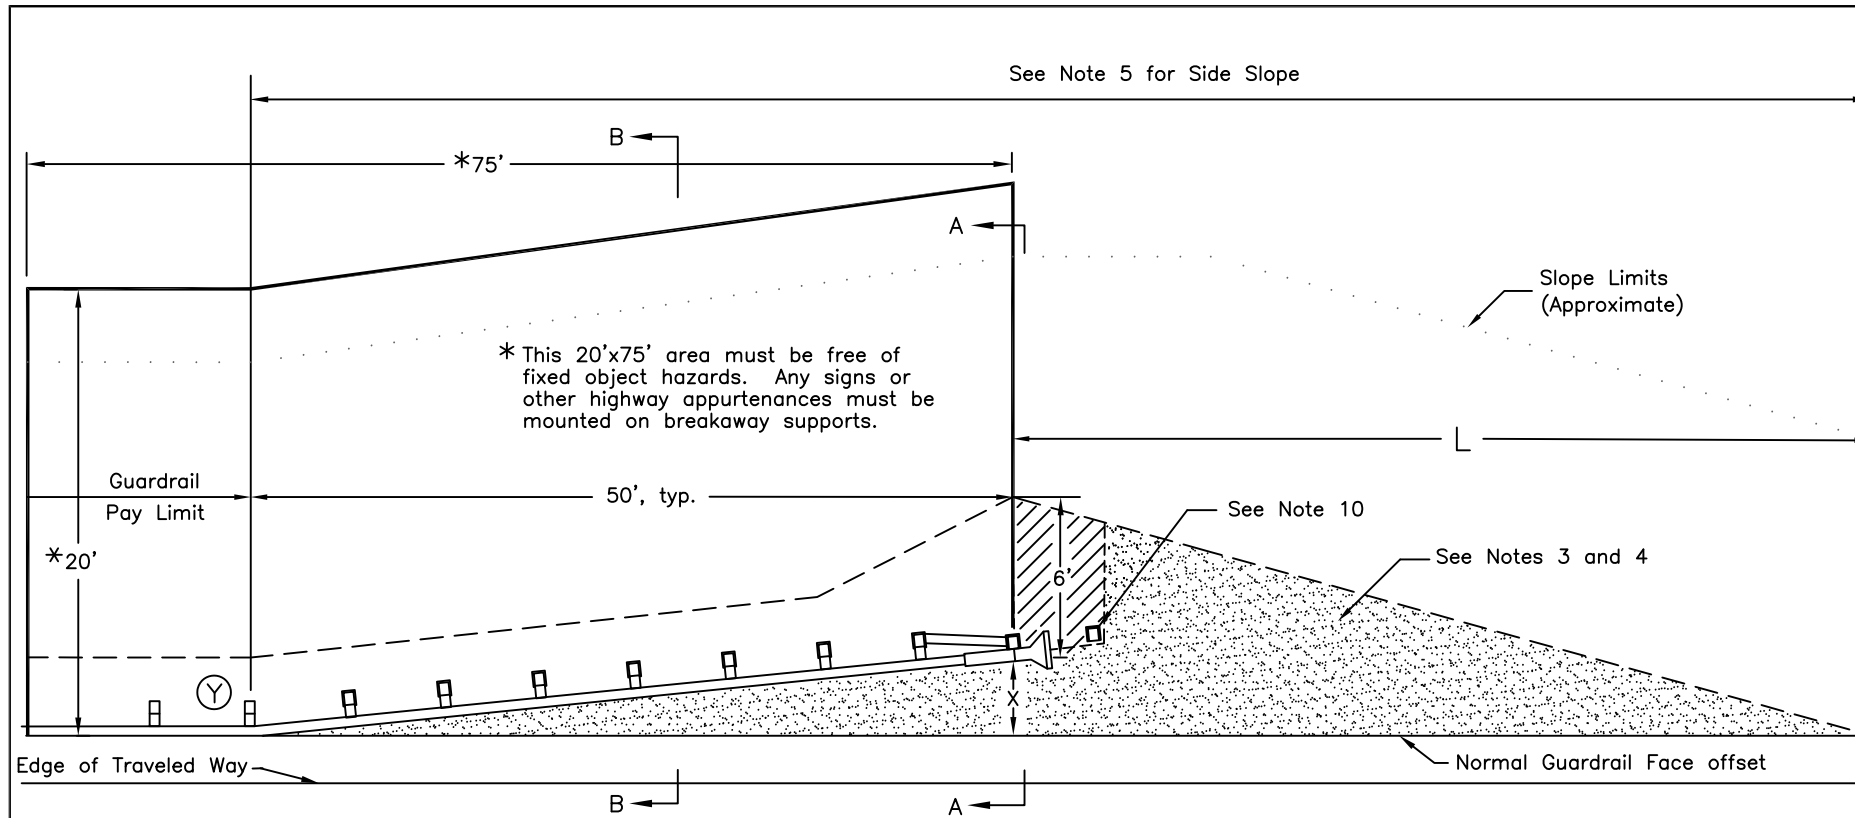 See Note 5 for Side Slope
B
*75'
A
Slope Limits
(Approximate)
* This 20'x75' area must be free of
fixed object hazards. Any signs or
other highway appurtenances must be
mounted on breakaway supports.
L
Guardrail
Pay Limit
50', typ.
See Note 10
*20'
6'
See Notes 3 and 4
Y
X
Edge of Traveled Way
Normal Guardrail Face offset
B
A